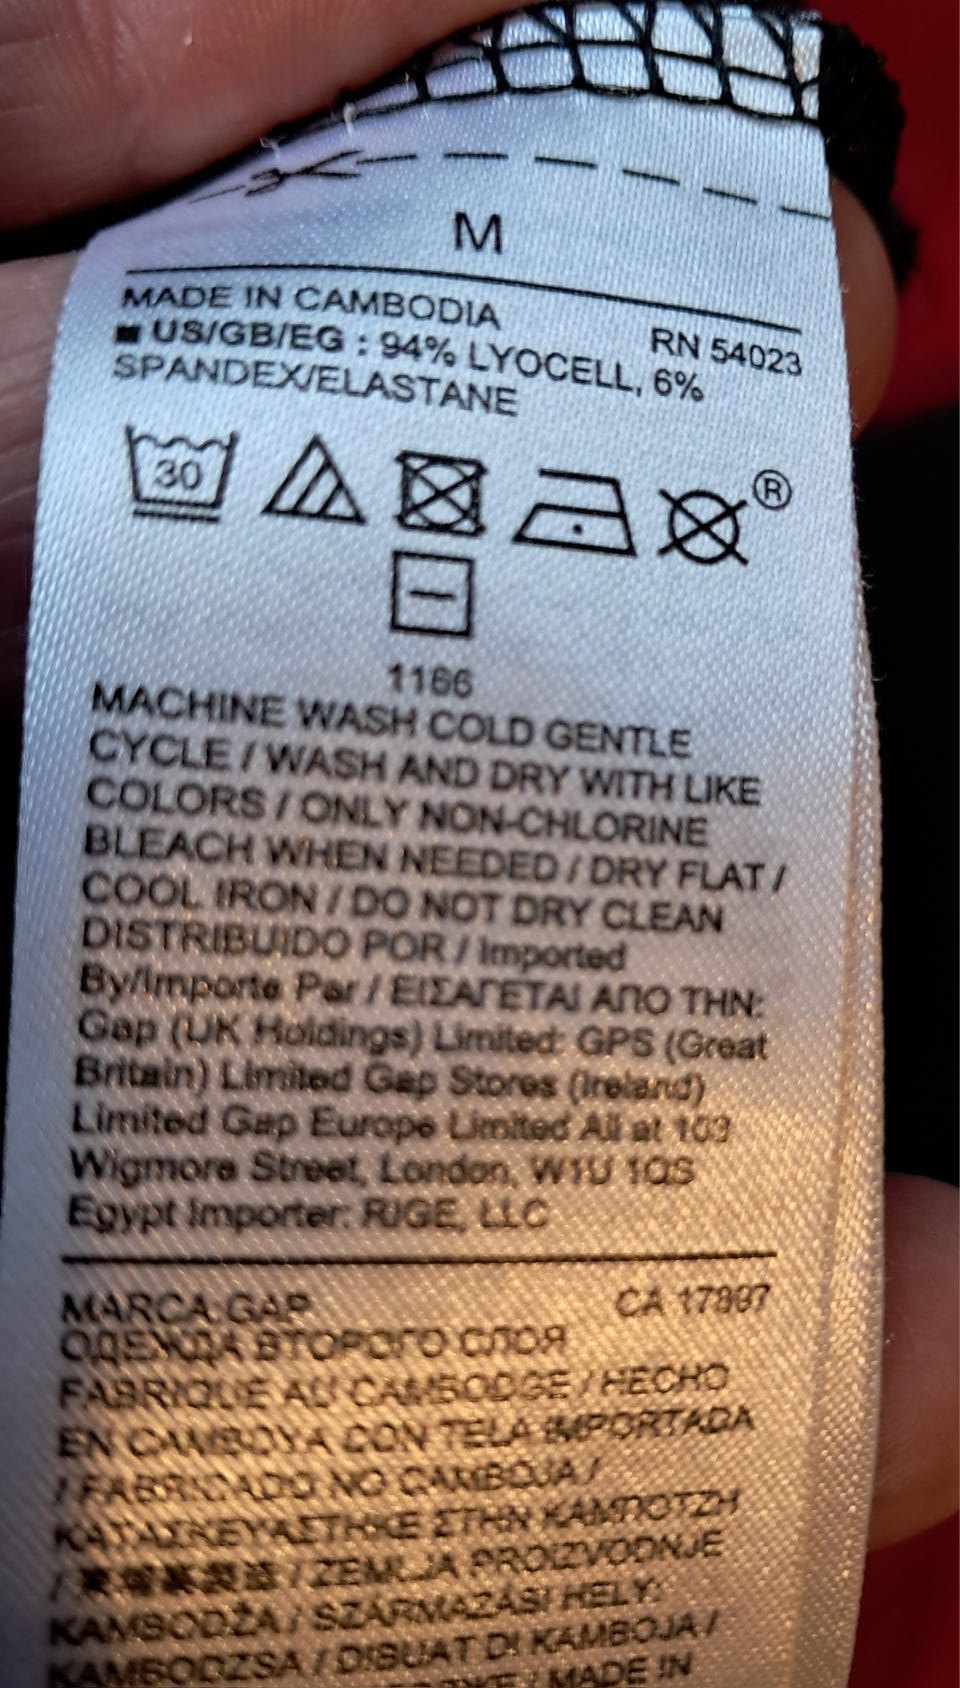 M
MADE IN CAMBODIA RN 54023
US/GB/EG : 94% LYOCELL, 6%
SPANDEX/ELASTANE
30
®
1166
MACHINE WASH COLD GENTLE
CYCLE / WASH AND DRY WITH LIKE
COLORS / ONLY NON-CHLORINE
BLEACH WHEN NEEDED / DRY FLAT /
COOL IRON / DO NOT DRY CLEAN
DISTRIBUIDO POR / Imported
By/Importe Par / ΕΙΣΑΓΕΤΑΙ ΑΠΟ ΤΗΝ:
Gap (UK Holdings) Limited: GPS (Great
Britain) Limited Gap Stores (Ireland)
Limited Gap Europe Limited All at 103
Wigmore Street, London, W1U 1QS
Egypt Importer: RIGE, LLC
MARCA:GAP CA 17897
ОДЕЖДА ВТОРОГО СЛОЯ
FABRIQUE AU CAMBODGE / HECHO
EN CAMBOYA CON TELA IMPORTADA
/ FABRICADO NO CAMBOJA /
ΚΑΤΑΣΚΕΥΑΣΤΗΚΕ ΣΤΗΝ ΚΑΜΠΟΤΖΗ
/ / ZEMLJA PROIZVODNJE
KAMBODŽA / SZÁRMAZÁSI HELY:
KAMBODZSA / DIBUAT DI KAMBOJA /
/ MADE IN